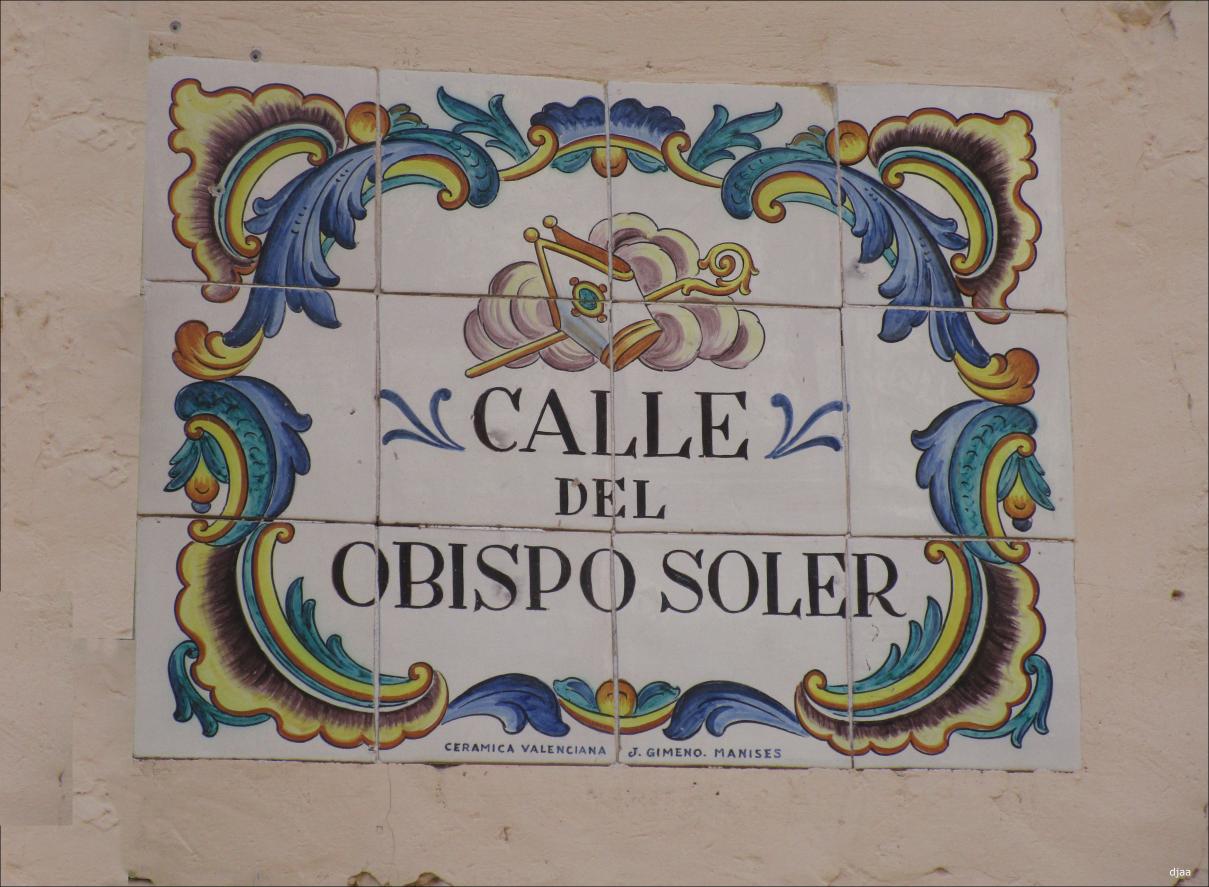 CALLE
DEL
OBISPO SOLER
CERAMICA VALENCIANA J. GIMENO. MANISES
djaa